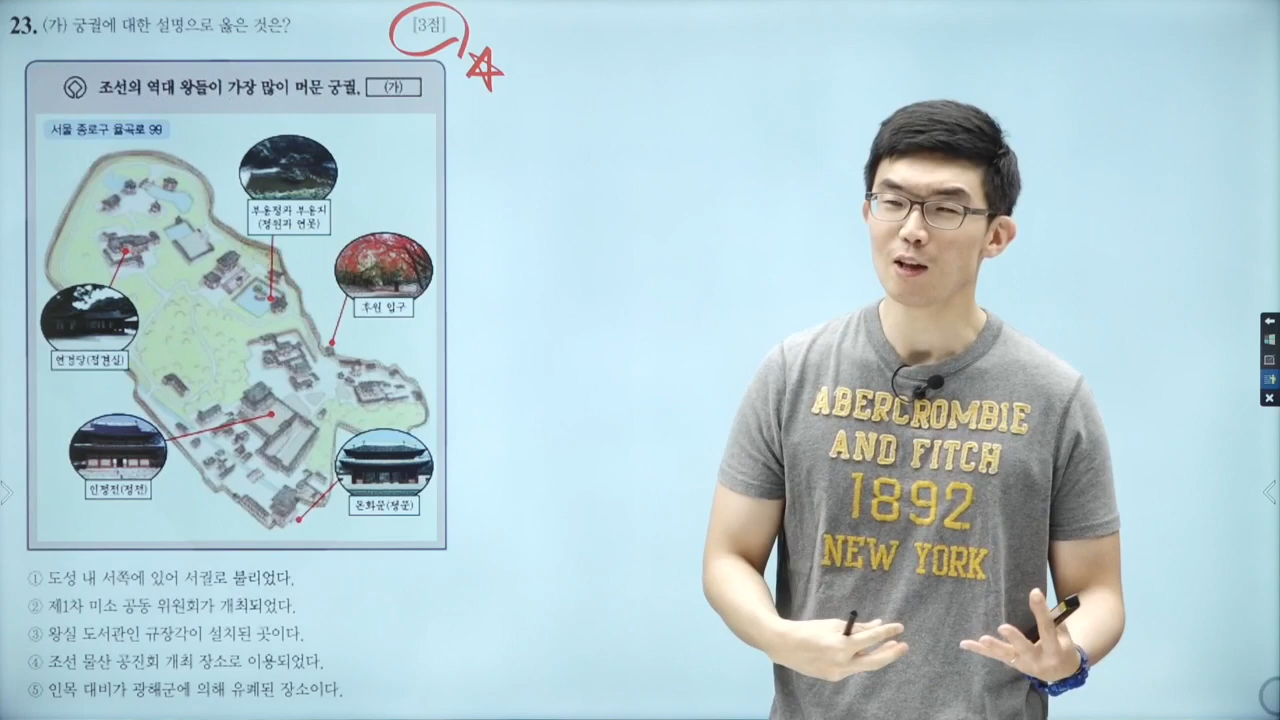 23. (가) 궁궐에 대한 설명으로 옳은 것은? [3점]
조선의 역대 왕들이 가장 많이 머문 궁궐, (가)
서울 종로구 율곡로 99
부용정과 부용지
(정원과 연못)
후원 입구
연경당(접견실)
인정전(정전)
돈화문(정문)
① 도성 내 서쪽에 있어 서궐로 불리었다.
② 제1차 미소 공동 위원회가 개최되었다.
③ 왕실 도서관인 규장각이 설치된 곳이다.
④ 조선 물산 공진회 개최 장소로 이용되었다.
⑤ 인목 대비가 광해군에 의해 유폐된 장소이다.
ABERCROMBIE
AND FITCH
1892
NEW YORK